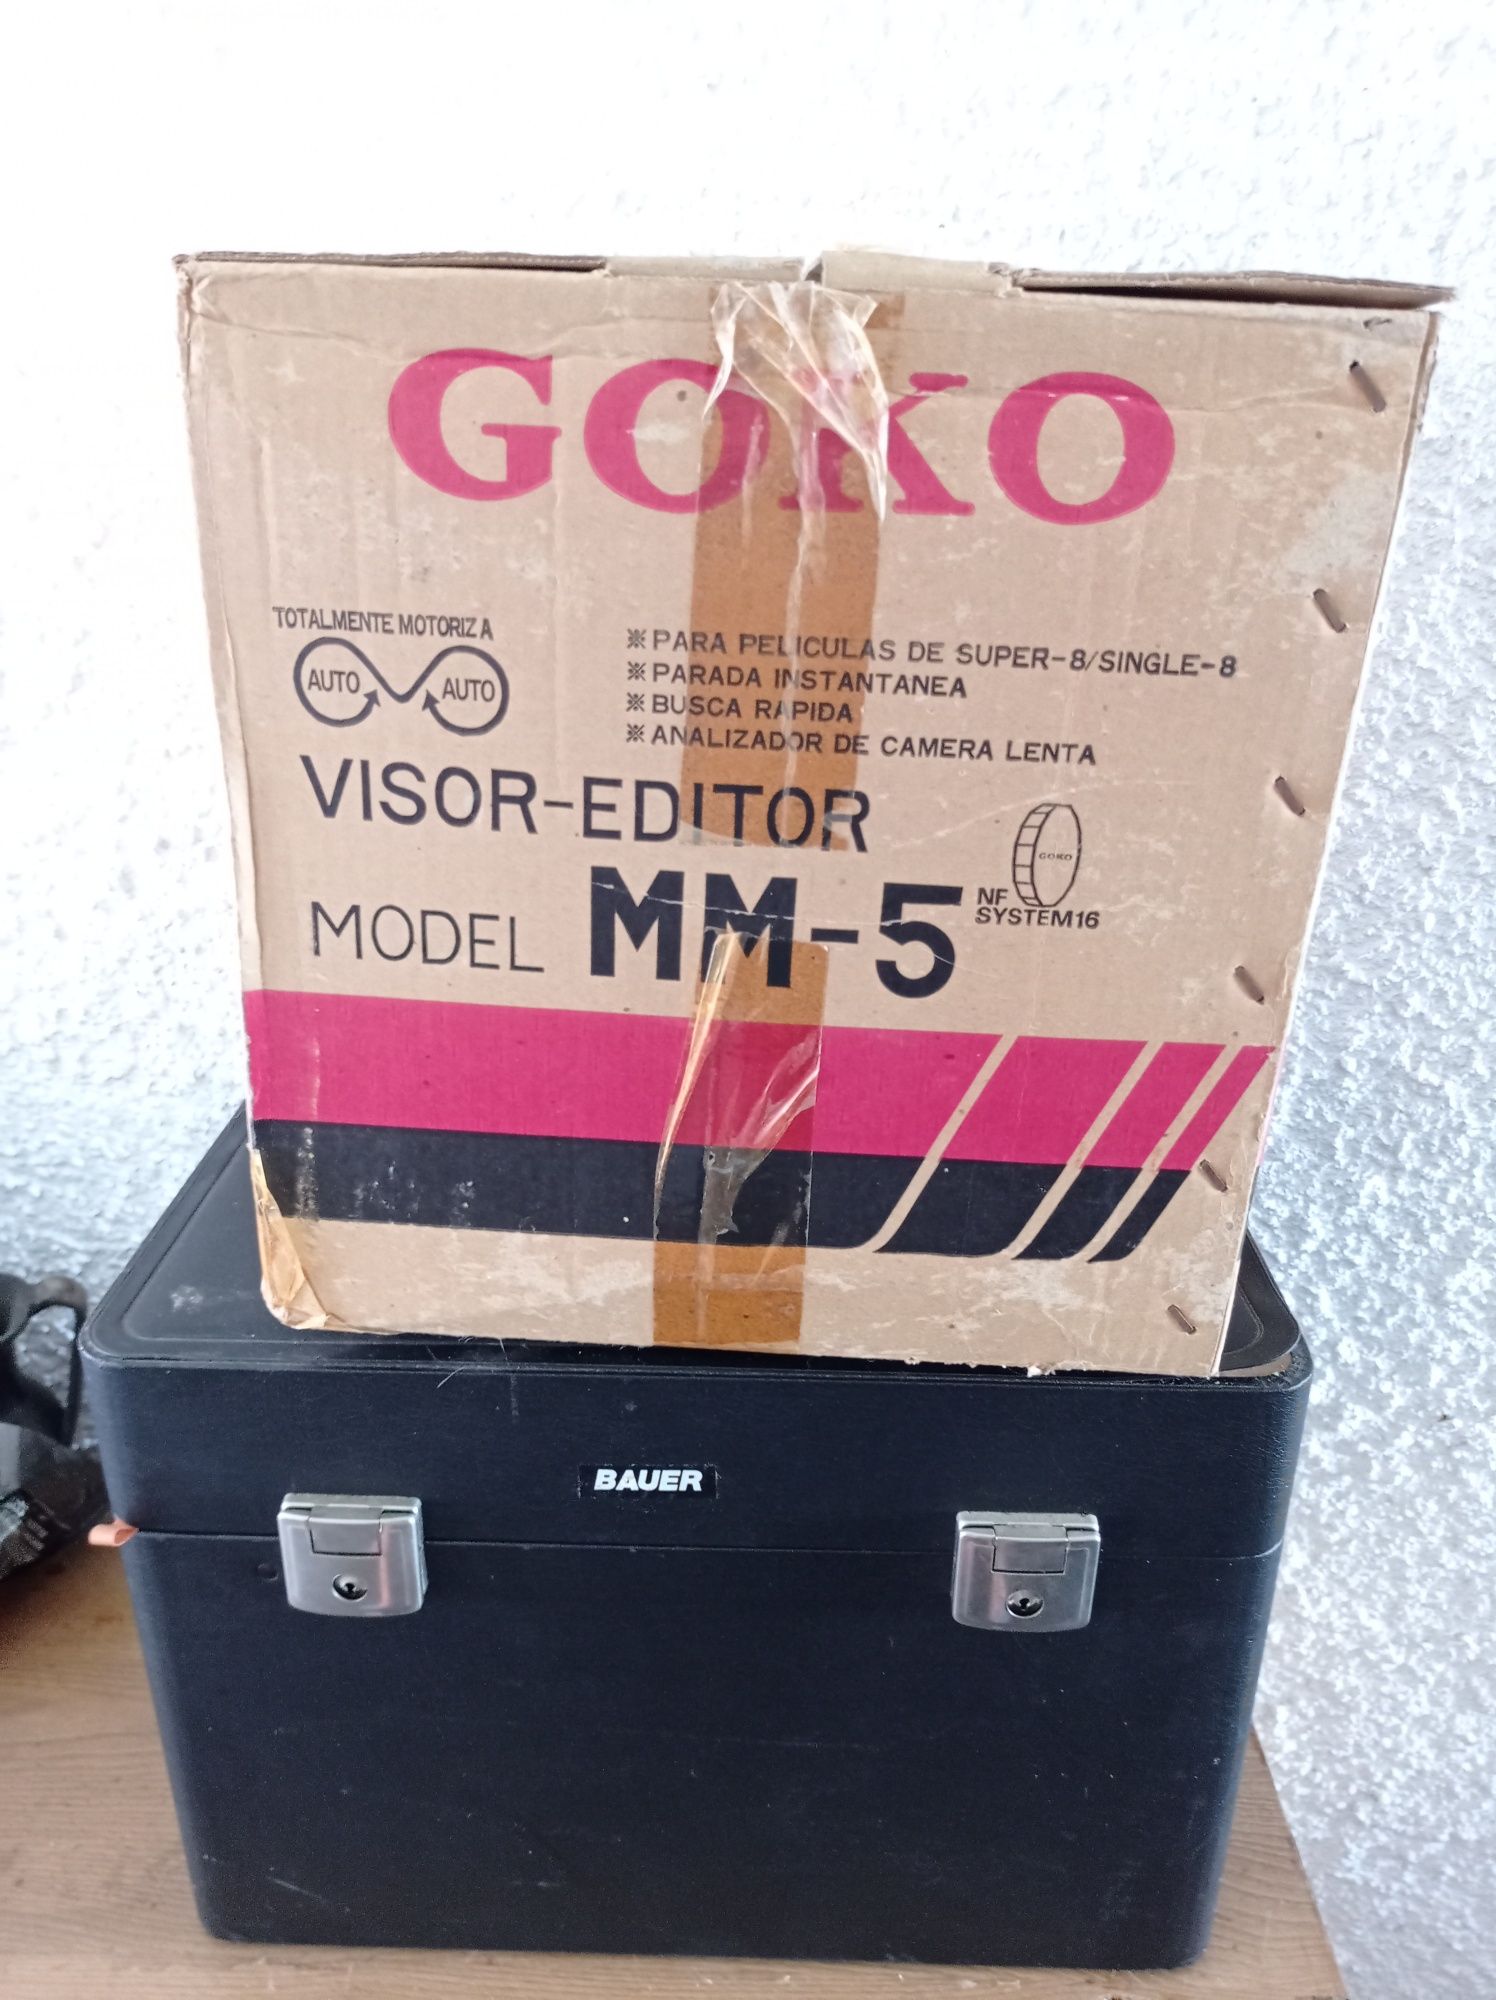 GOKO
TOTALMENTE MOTORIZA
AUTO AUTO
※PARA PELICULAS DE SUPER-8/SINGLE-8
※PARADA INSTANTANEA
※BUSCA RAPIDA
※ANALIZADOR DE CAMERA LENTA
VISOR-EDITOR
MODEL MM-5
GOKO
NF
SYSTEM16
BAUER